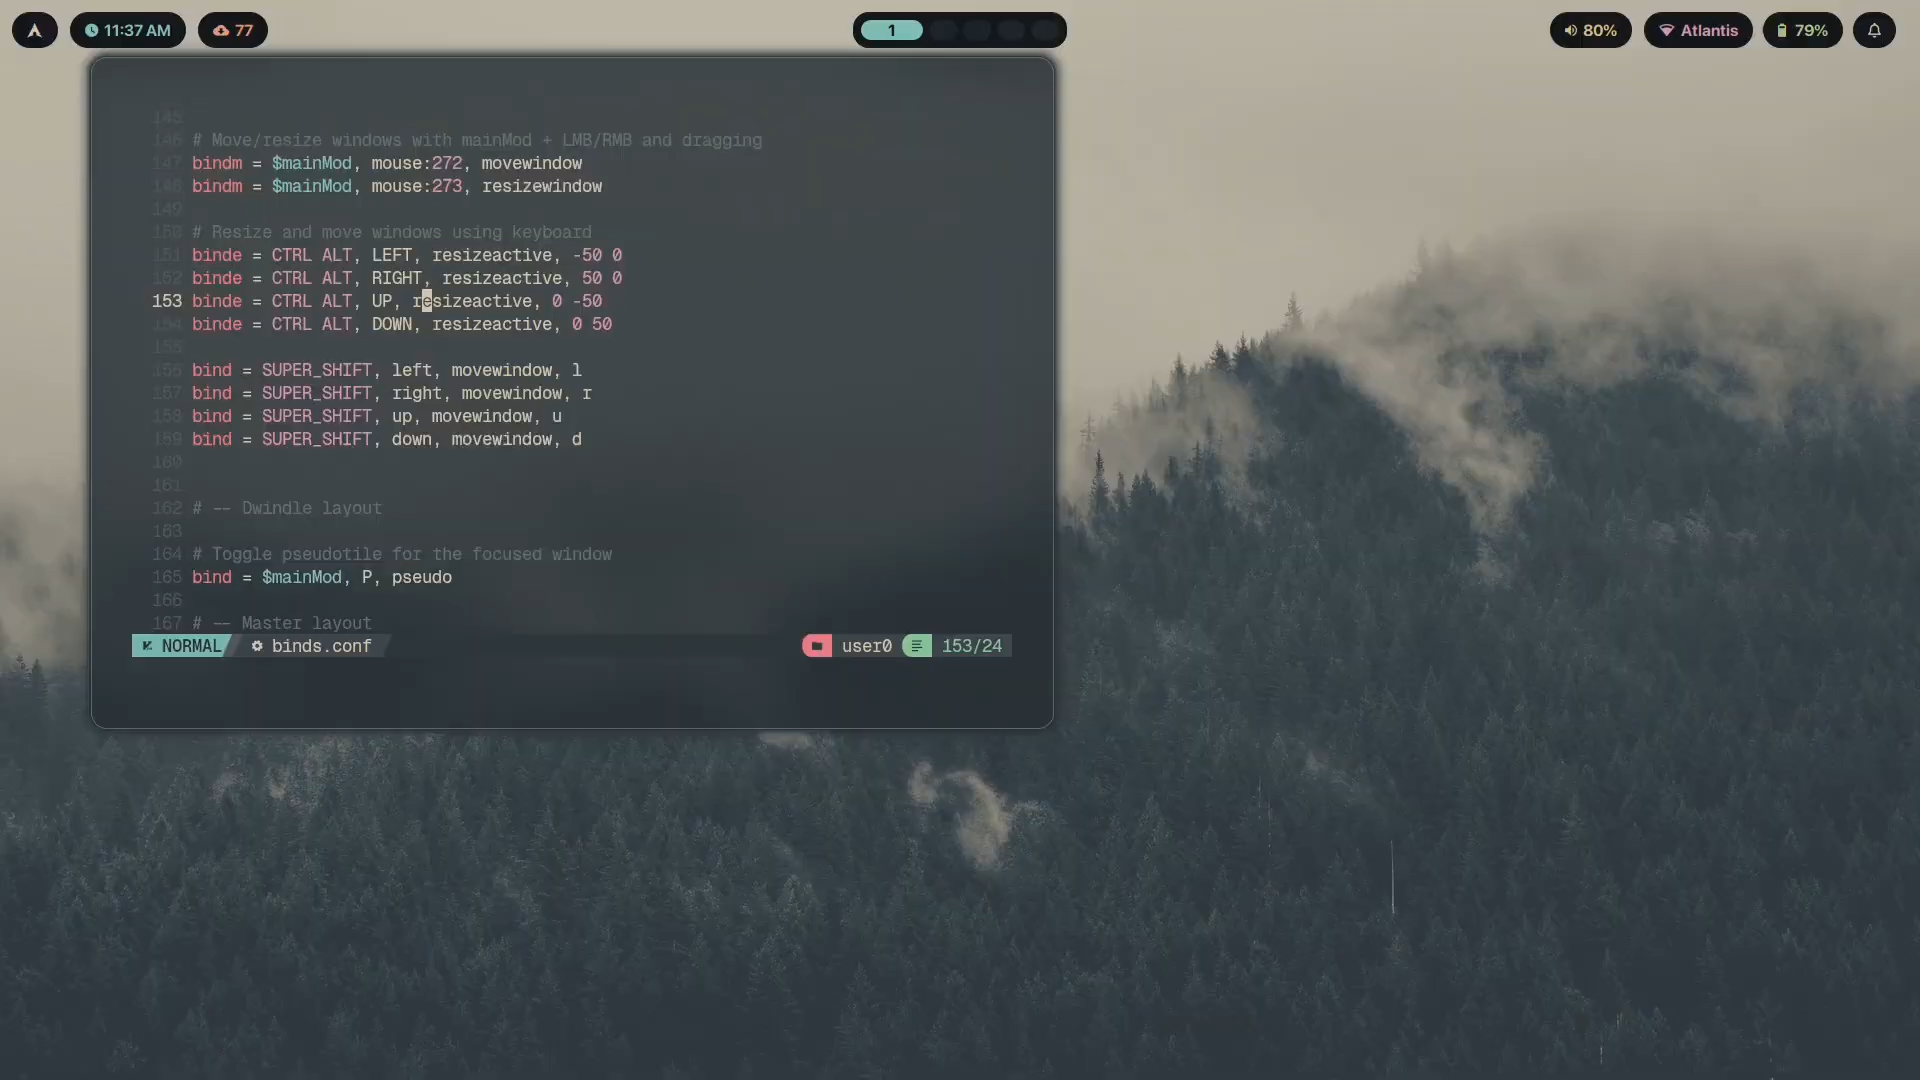 11:37 AM
77
1
80%
Atlantis
79%
145
146 # Move/resize windows with mainMod + LMB/RMB and dragging
147 bindm = $mainMod, mouse:272, movewindow
148 bindm = $mainMod, mouse:273, resizewindow
149
150 # Resize and move windows using keyboard
151 binde = CTRL ALT, LEFT, resizeactive, -50 0
152 binde = CTRL ALT, RIGHT, resizeactive, 50 0
153 binde = CTRL ALT, UP, resizeactive, 0 -50
154 binde = CTRL ALT, DOWN, resizeactive, 0 50
155
156 bind = SUPER_SHIFT, left, movewindow, l
157 bind = SUPER_SHIFT, right, movewindow, r
158 bind = SUPER_SHIFT, up, movewindow, u
159 bind = SUPER_SHIFT, down, movewindow, d
160
161
162 # -- Dwindle layout
163
164 # Toggle pseudotile for the focused window
165 bind = $mainMod, P, pseudo
166
167 # -- Master layout
NORMAL binds.conf user0 153/24